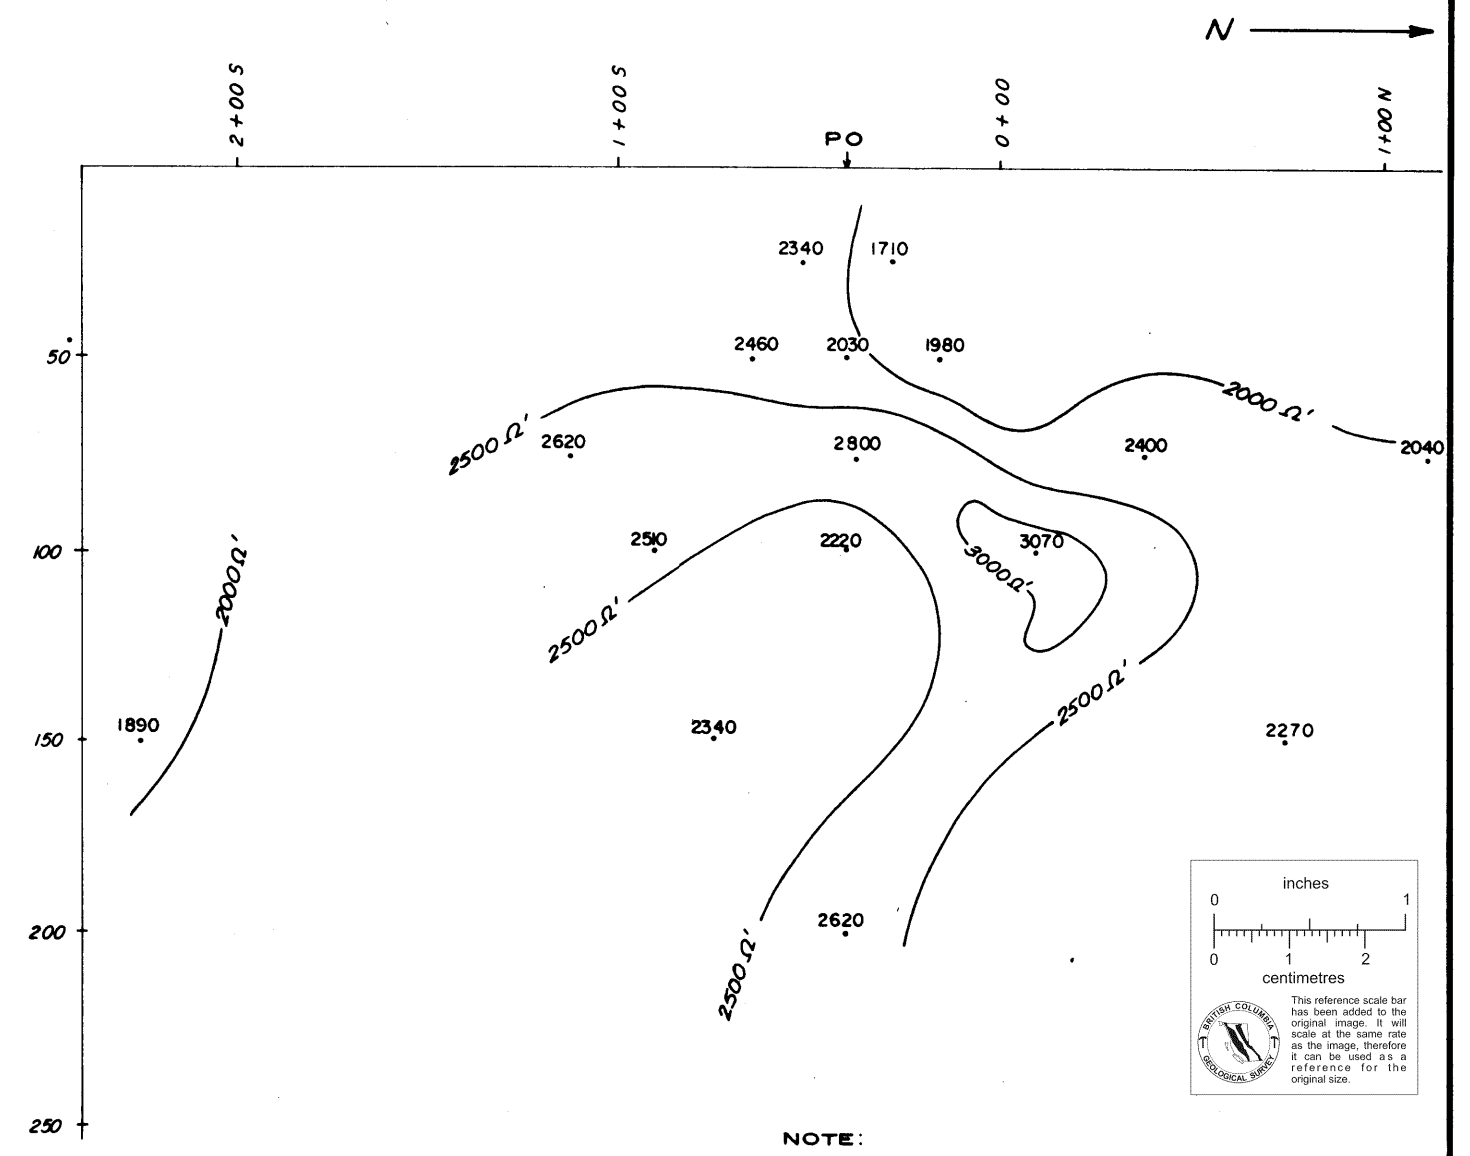 N
2+00 S
1+00 S
PO
0+00
1+00 N
2340
1710
50
2460
2030
1980
2000 Ω'
2500 Ω'
2620
2800
2400
2040
100
2510
2220
3070
3000 Ω'
2000 Ω'
2500 Ω'
2500 Ω'
150
1890
2340
2270
200
2620
2500 Ω'
250
NOTE:
inches
0 1
0 1 2
centimetres
BRITISH COLUMBIA
GEOLOGICAL SURVEY
This reference scale bar
has been added to the
original image. It will
scale at the same rate
as the image, therefore
it can be used as a
reference for the
original size.